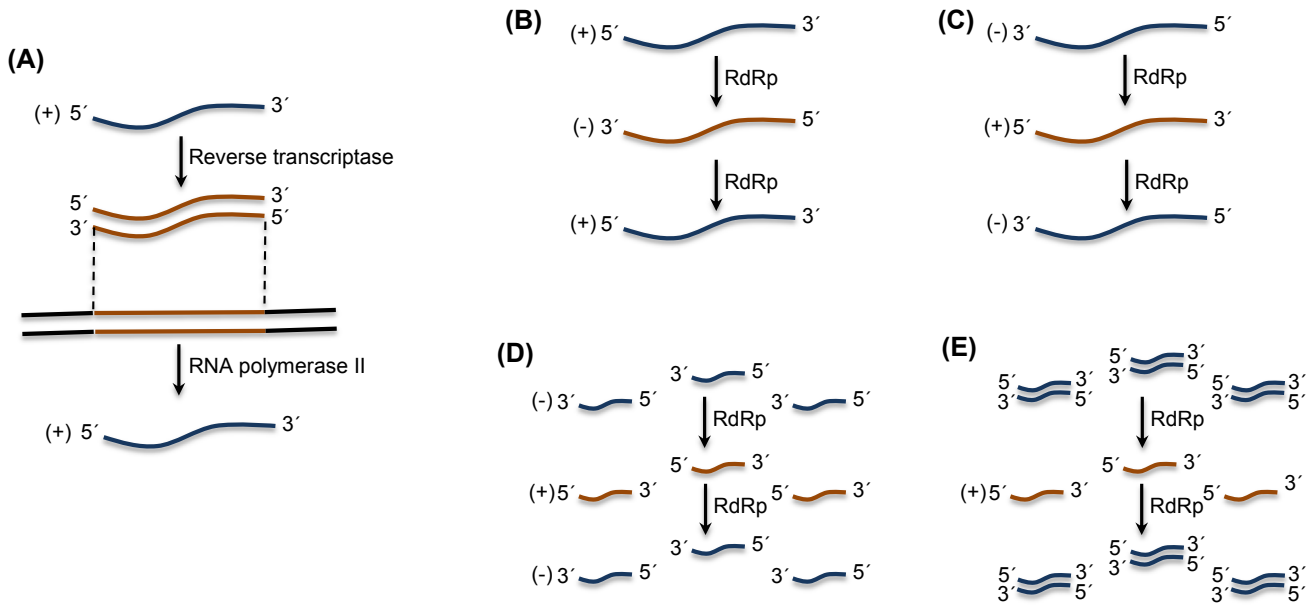 (A)
(+) 5´ 3´
Reverse transcriptase
5´ 3´
3´ 5´
RNA polymerase II
(+) 5´ 3´
(B)
(+) 5´ 3´
RdRp
(-) 3´ 5´
RdRp
(+) 5´ 3´
(C)
(-) 3´ 5´
RdRp
(+) 5´ 3´
RdRp
(-) 3´ 5´
(D)
3´ 5´
(-) 3´ 5´ 3´ 5´
RdRp
5´ 3´
(+) 5´ 3´ 5´ 3´
RdRp
3´ 5´
(-) 3´ 5´ 3´ 5´
(E)
5´ 3´
3´ 5´
5´ 3´ 5´ 3´
3´ 5´ 3´ 5´
RdRp
5´ 3´
(+) 5´ 3´ 5´ 3´
RdRp
5´ 3´
3´ 5´
5´ 3´ 5´ 3´
3´ 5´ 3´ 5´